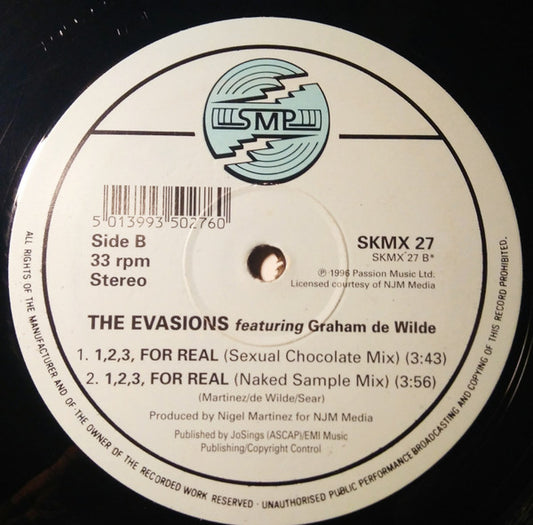 SMP
5 013993 502760
Side B
33 rpm
Stereo
SKMX 27
SKMX 27 B*
℗ 1996 Passion Music Ltd.
Licensed courtesy of NJM Media
THE EVASIONS featuring Graham de Wilde
1. 1,2,3, FOR REAL (Sexual Chocolate Mix) (3:43)
2. 1,2,3, FOR REAL (Naked Sample Mix) (3:56)
(Martinez/de Wilde/Sear)
Produced by Nigel Martinez for NJM Media
Published by JoSings (ASCAP)/EMI Music
Publishing/Copyright Control
ALL RIGHTS OF THE MANUFACTURER AND OF THE OWNER OF THE RECORDED WORK RESERVED · UNAUTHORISED PUBLIC PERFORMANCE BROADCASTING AND COPYING OF THIS RECORD PROHIBITED.